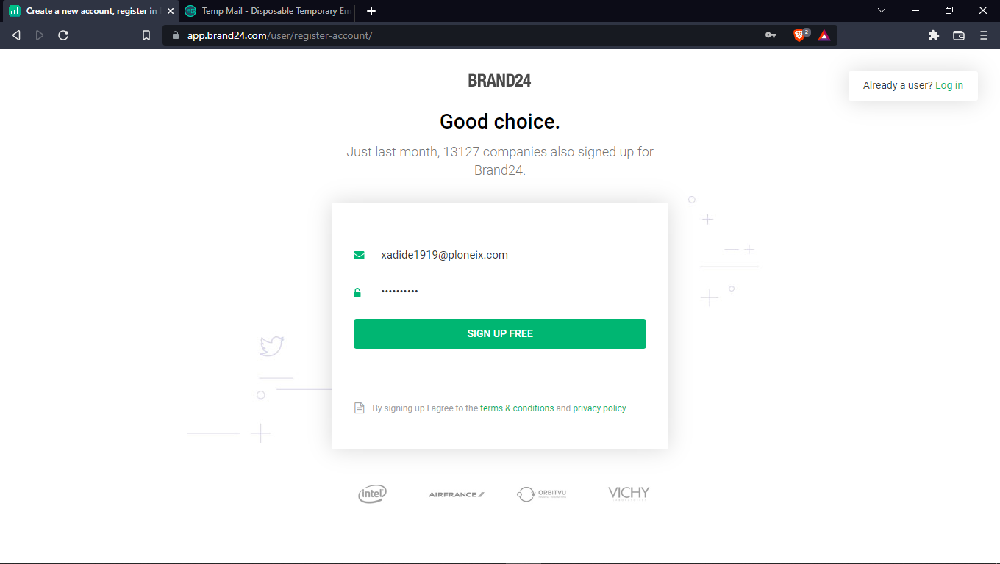 Create a new account, register in
Temp Mail - Disposable Temporary Em
app.brand24.com/user/register-account/
2
BRAND24
Already a user? Log in
Good choice.
Just last month, 13127 companies also signed up for
Brand24.
xadide1919@ploneix.com
••••••••••
SIGN UP FREE
By signing up I agree to the terms & conditions and privacy policy
intel
AIRFRANCE
ORBITVU
VICHY